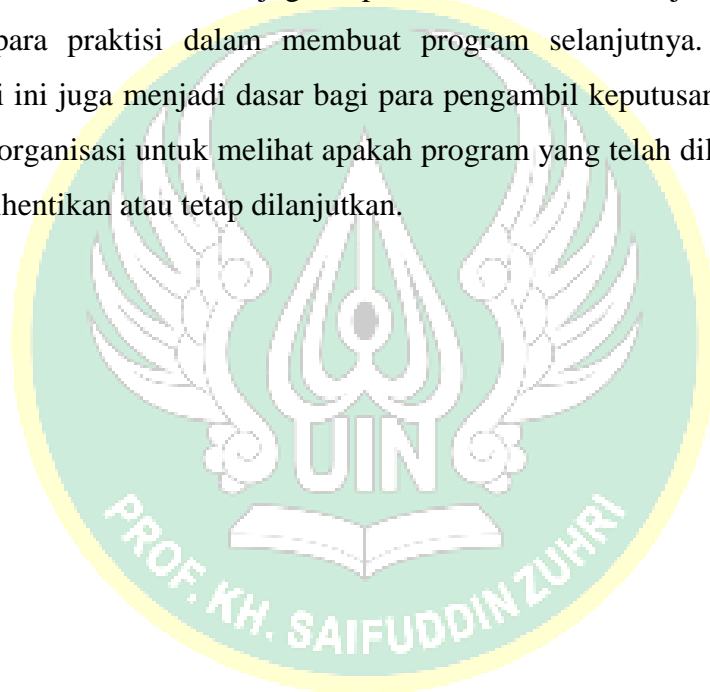 para praktisi dalam membuat program selanjutnya.
i ini juga menjadi dasar bagi para pengambil keputusan
organisasi untuk melihat apakah program yang telah
hentikan atau tetap dilanjutkan.
UIN
PROF. KH. SAIFUDDIN ZUHRI